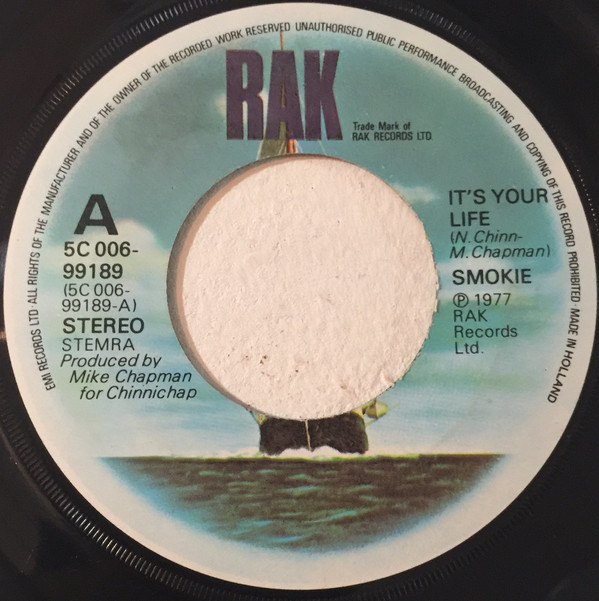 EMI RECORDS LTD · ALL RIGHTS OF THE MANUFACTURER AND OF THE OWNER OF THE RECORDED WORK RESERVED UNAUTHORISED PUBLIC PERFORMANCE BROADCASTING AND COPYING OF THIS RECORD PROHIBITED · MADE IN HOLLAND
RAK
Trade Mark of
RAK RECORDS LTD
A
5C 006-
99189
(5C 006-
99189-A)
STEREO
STEMRA
Produced by
Mike Chapman
for Chinnichap
IT'S YOUR
LIFE
(N. Chinn-
M. Chapman)
SMOKIE
℗ 1977
RAK
Records
Ltd.